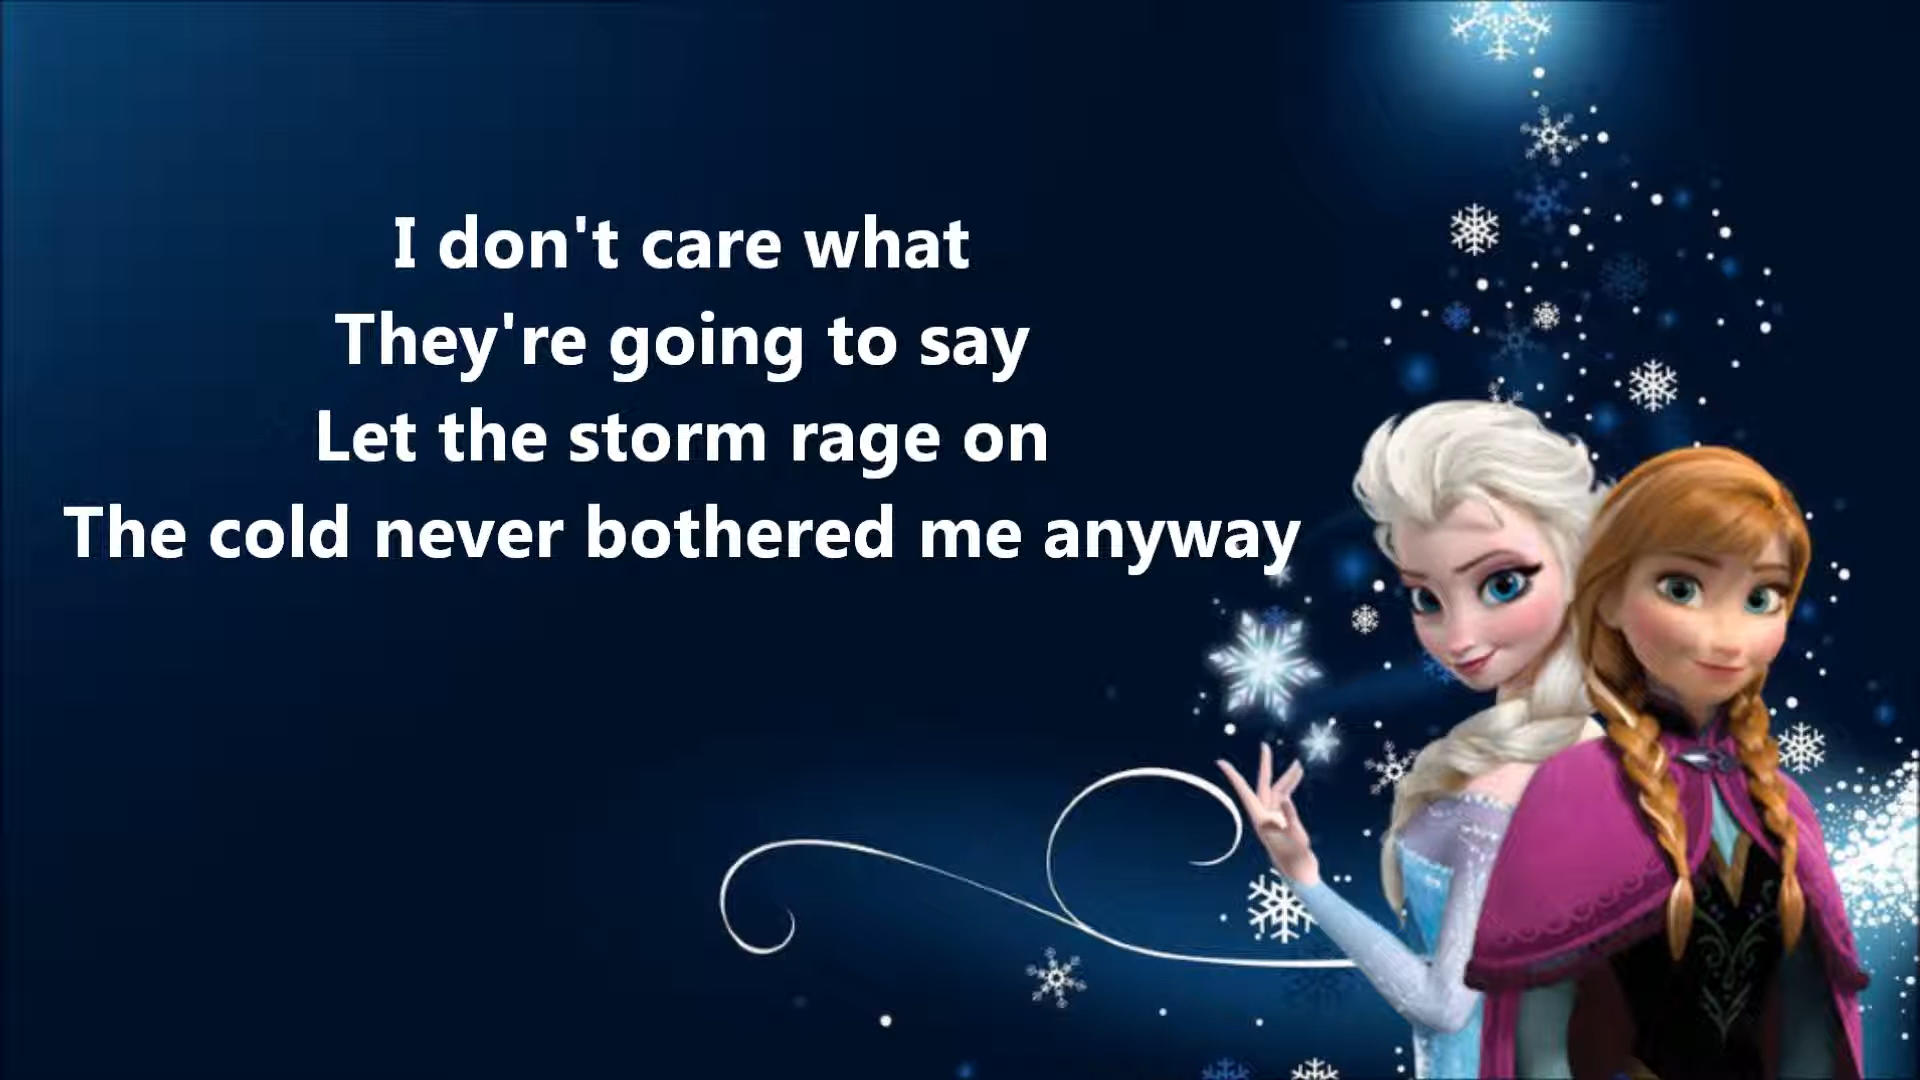 I don't care what
They're going to say
Let the storm rage on
The cold never bothered me anyway